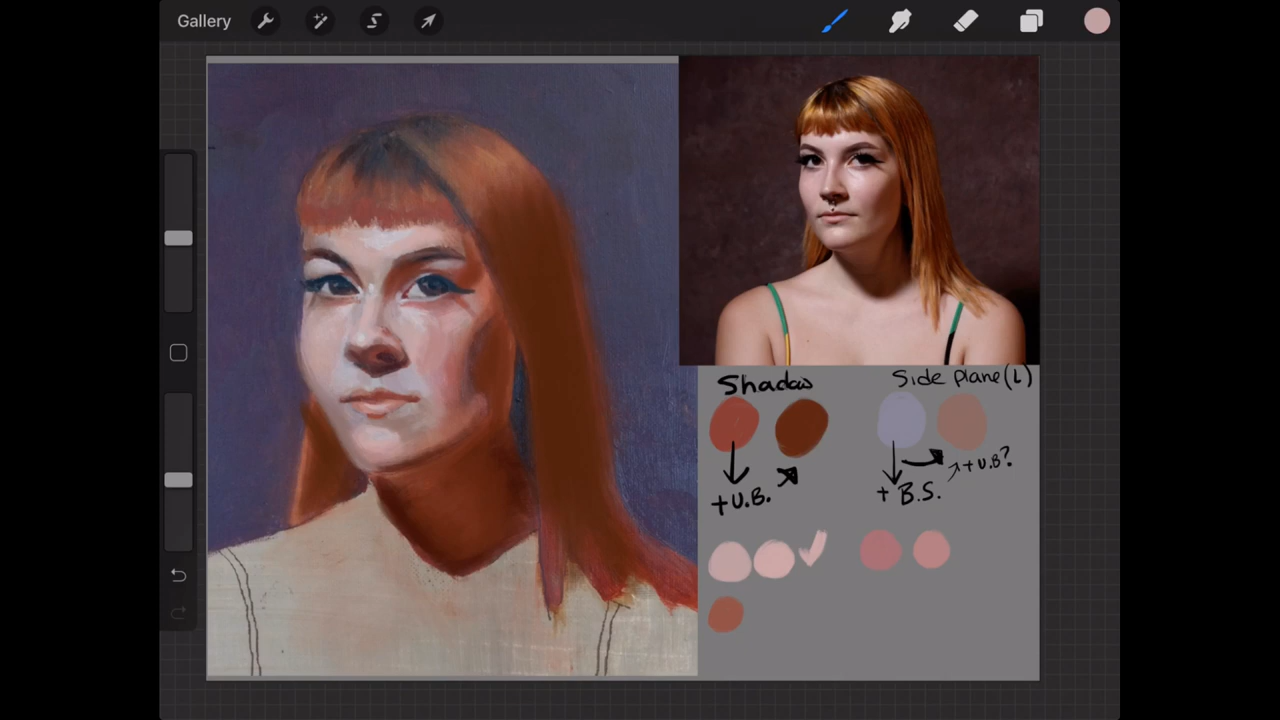 Gallery
Shadow
Side plane (L)
+U.B.
+ B.S.
+ U.B?